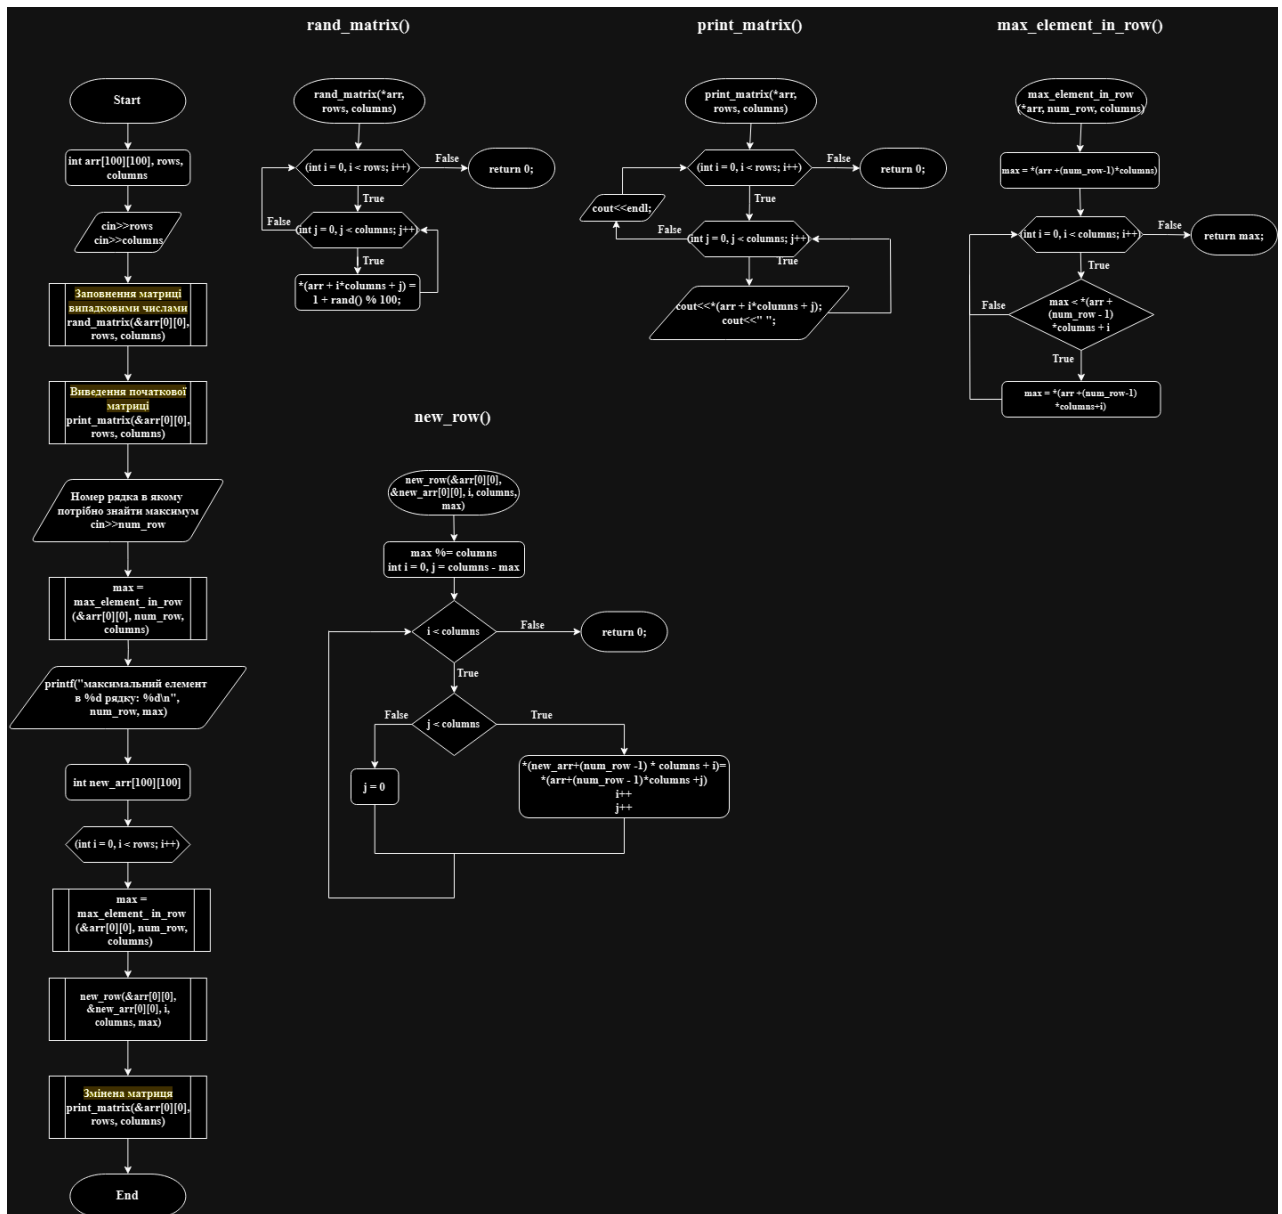 rand_matrix()
print_matrix()
max_element_in_row()
Start
int arr[100][100], rows,
columns
cin>>rows
cin>>columns
Заповнення матриці
випадковими числами
rand_matrix(&arr[0][0],
rows, columns)
Виведення початкової
матриці
print_matrix(&arr[0][0],
rows, columns)
Номер рядка в якому
потрібно знайти максимум
cin>>num_row
max =
max_element_ in_row
(&arr[0][0], num_row,
columns)
printf("максимальний елемент
в %d рядку: %d\n",
num_row, max)
int new_arr[100][100]
(int i = 0, i < rows; i++)
max =
max_element_ in_row
(&arr[0][0], num_row,
columns)
new_row(&arr[0][0],
&new_arr[0][0], i,
columns, max)
Змінена матриця
print_matrix(&arr[0][0],
rows, columns)
End
rand_matrix(*arr,
rows, columns)
(int i = 0, i < rows; i++)
False
return 0;
True
False
(int j = 0, j < columns; j++)
True
*(arr + i*columns + j) =
1 + rand() % 100;
print_matrix(*arr,
rows, columns)
(int i = 0, i < rows; i++)
False
return 0;
True
cout<<endl;
False
(int j = 0, j < columns; j++)
True
cout<<*(arr + i*columns + j);
cout<<" ";
max_element_in_row
(*arr, num_row, columns)
max = *(arr +(num_row-1)*columns)
(int i = 0, i < columns; i++)
False
return max;
True
False
max < *(arr +
(num_row - 1)
*columns + i
True
max = *(arr +(num_row-1)
*columns+i)
new_row()
new_row(&arr[0][0],
&new_arr[0][0], i, columns,
max)
max %= columns
int i = 0, j = columns - max
i < columns
False
return 0;
True
False
j < columns
True
j = 0
*(new_arr+(num_row -1) * columns + i)=
*(arr+(num_row - 1)*columns +j)
i++
j++